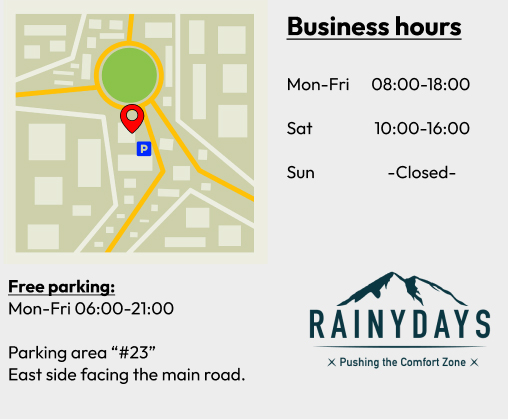 Business hours
Mon-Fri 08:00-18:00
Sat 10:00-16:00
Sun -Closed-
P
Free parking:
Mon-Fri 06:00-21:00
Parking area “#23”
East side facing the main road.
RAINYDAYS
× Pushing the Comfort Zone ×